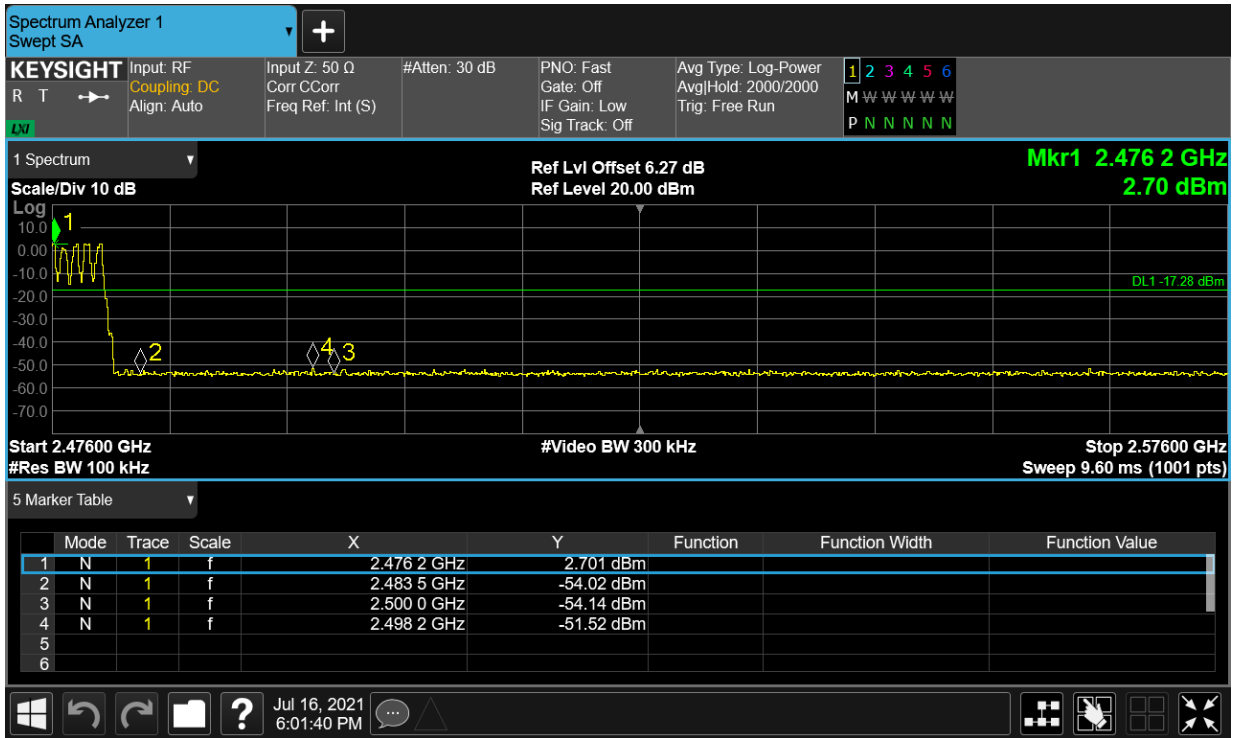 Spectrum Analyzer 1
Swept SA
+
KEYSIGHT
R T
LXI
Input: RF
Coupling: DC
Align: Auto
Input Z: 50 Ω
Corr CCorr
Freq Ref: Int (S)
#Atten: 30 dB
PNO: Fast
Gate: Off
IF Gain: Low
Sig Track: Off
Avg Type: Log-Power
Avg|Hold: 2000/2000
Trig: Free Run
1 2 3 4 5 6
M W W W W W
P N N N N N
1 Spectrum
Scale/Div 10 dB
Ref Lvl Offset 6.27 dB
Ref Level 20.00 dBm
Mkr1 2.476 2 GHz
2.70 dBm
Log
10.0
0.00
-10.0
-20.0
-30.0
-40.0
-50.0
-60.0
-70.0
1
2
4
3
DL1 -17.28 dBm
Start 2.47600 GHz
#Video BW 300 kHz
Stop 2.57600 GHz
#Res BW 100 kHz
Sweep 9.60 ms (1001 pts)
5 Marker Table
Mode Trace Scale X Y Function Function Width Function Value
1 N 1 f 2.476 2 GHz 2.701 dBm
2 N 1 f 2.483 5 GHz -54.02 dBm
3 N 1 f 2.500 0 GHz -54.14 dBm
4 N 1 f 2.498 2 GHz -51.52 dBm
5
6
?
Jul 16, 2021
6:01:40 PM